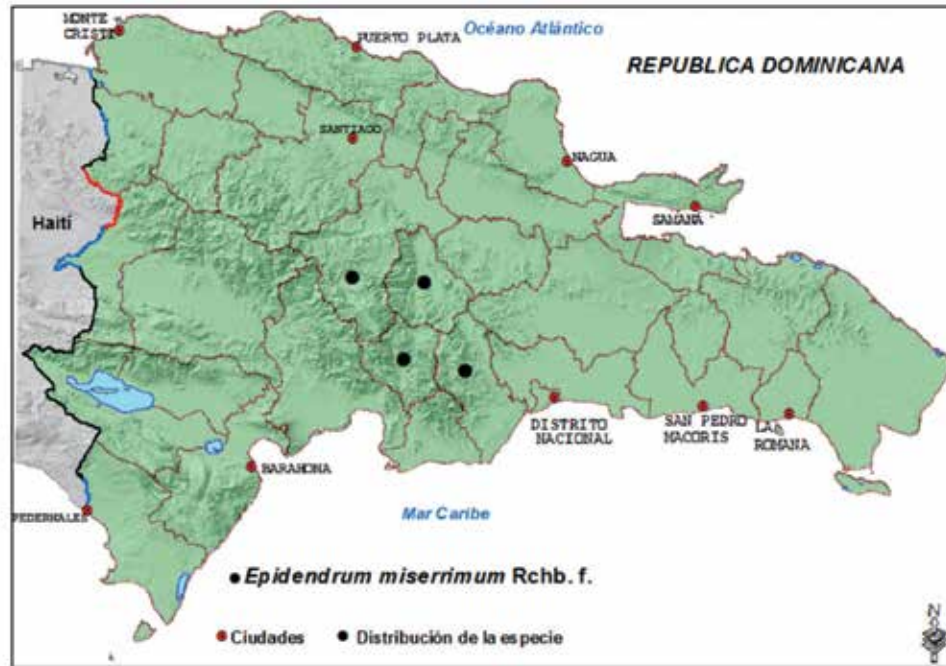 MONTE
CRISTI
PUERTO PLATA
Océano Atlántico
REPUBLICA DOMINICANA
SANTIAGO
NAGUA
SAMANÁ
Haití
DISTRITO
NACIONAL
SAN PEDRO
MACORIS
LA
ROMANA
BARAHONA
PEDERNALES
Mar Caribe
Epidendrum miserrimum Rchb. f.
Ciudades
Distribución de la especie
N